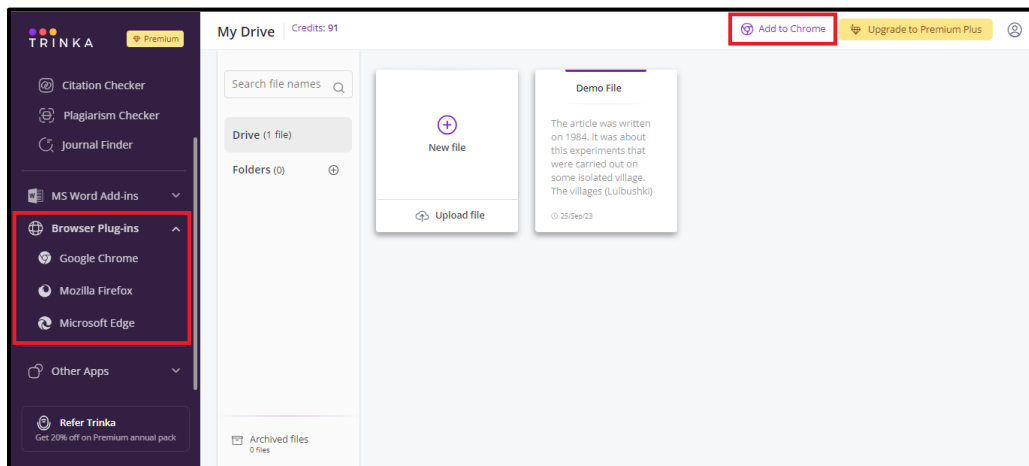 TRINKA
Premium
Citation Checker
Plagiarism Checker
Journal Finder
MS Word Add-ins
Browser Plug-ins
Google Chrome
Mozilla Firefox
Microsoft Edge
Other Apps
Refer Trinka
Get 20% off on Premium annual pack
My Drive
Credits: 91
Add to Chrome
Upgrade to Premium Plus
Search file names
Drive (1 file)
Folders (0)
Archived files
0 files
New file
Upload file
Demo File
The article was written
on 1984. It was about
this experiments that
were carried out on
some isolated village.
The villages (Lulbushki)
25/Sep/23